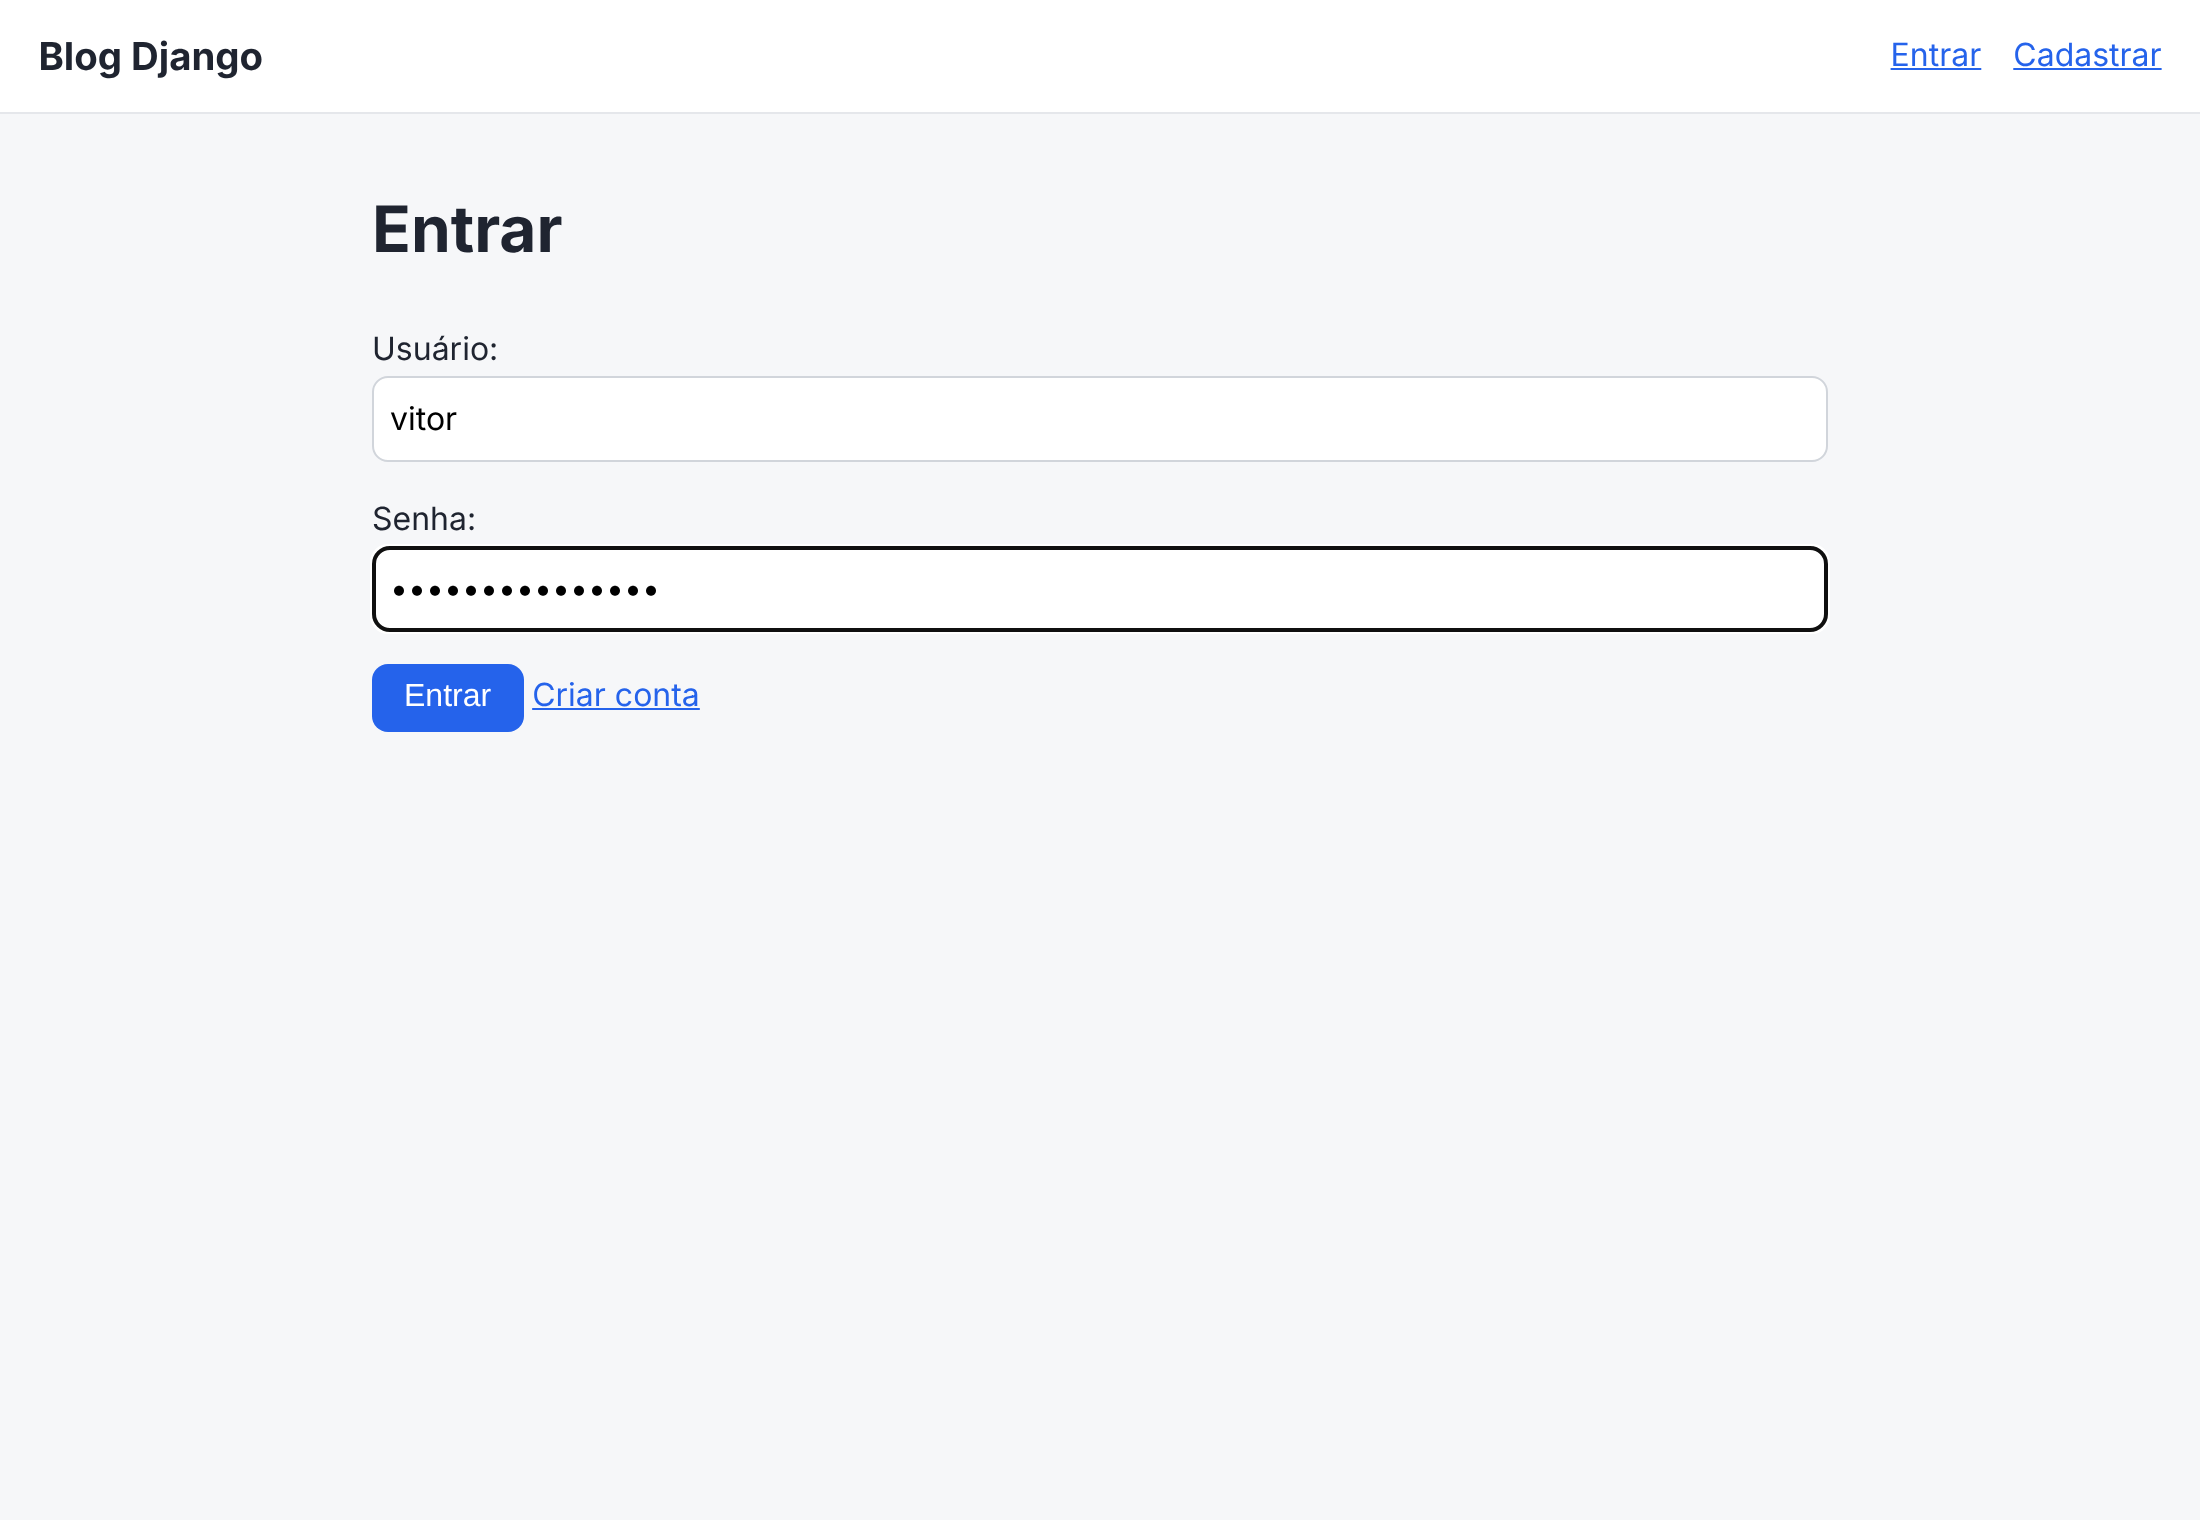 Blog Django
Entrar Cadastrar
Entrar
Usuário:
vitor
Senha:
•••••••••••••••
Entrar Criar conta